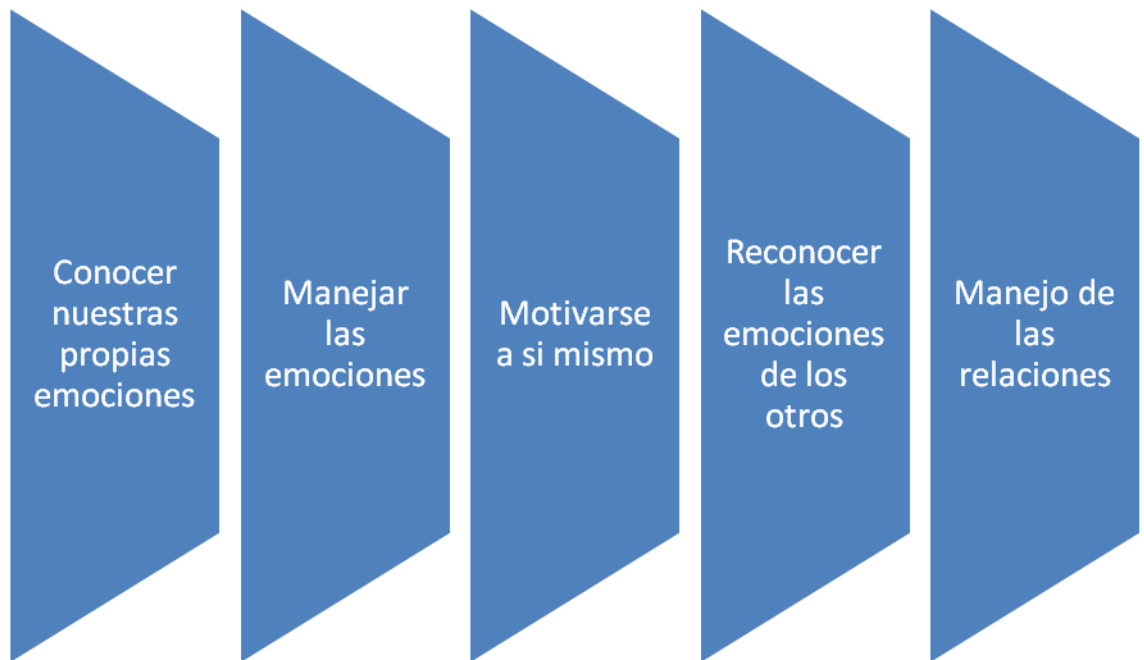 Conocer
nuestras
propias
emociones
Manejar
las
emociones
Motivarse
a si mismo
Reconocer
las
emociones
de los
otros
Manejo de
las
relaciones